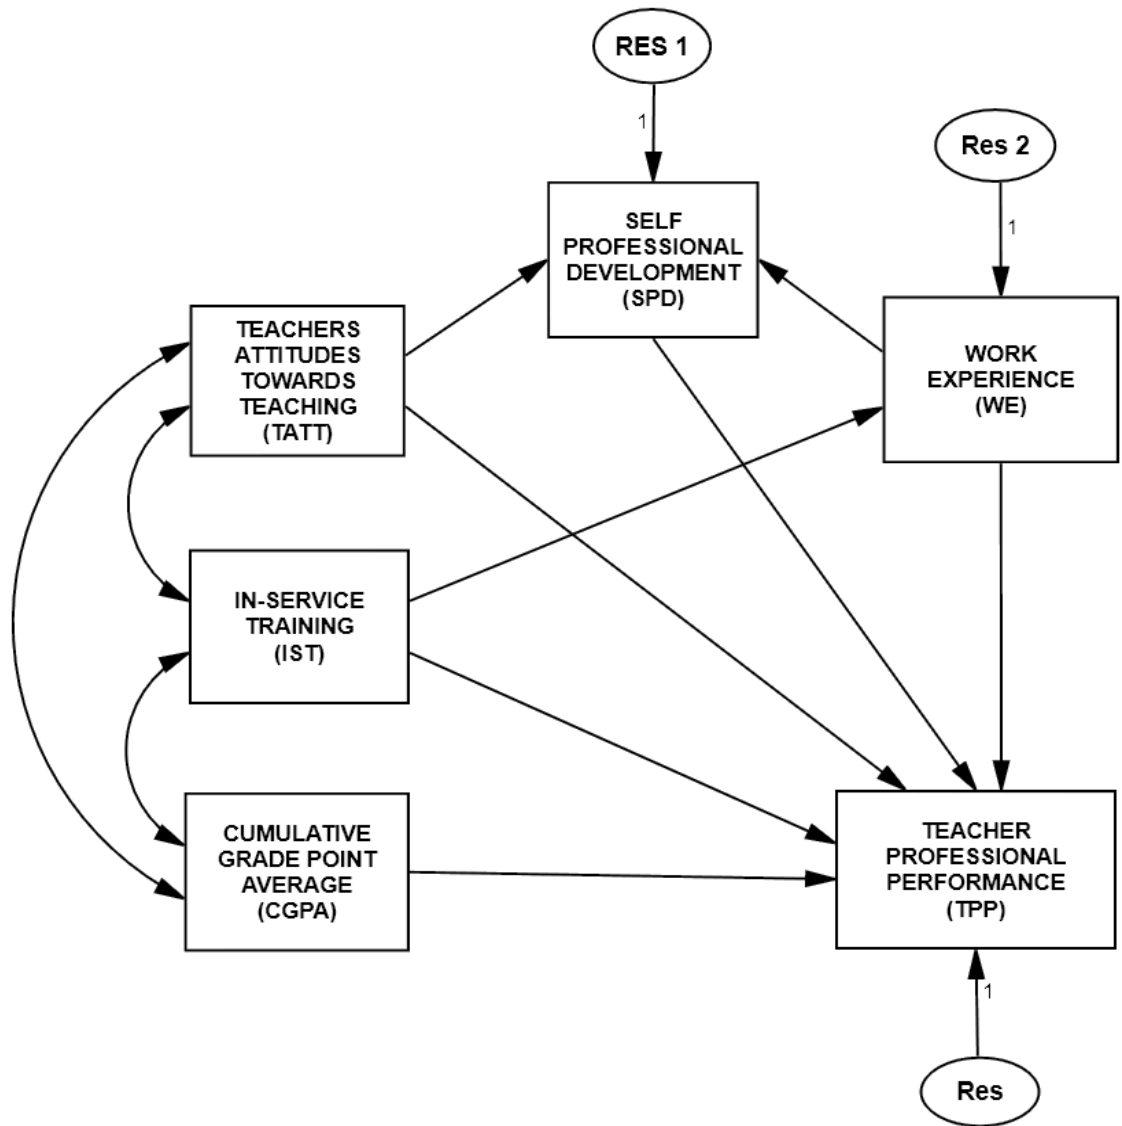 RES 1
1
Res 2
1
SELF
PROFESSIONAL
DEVELOPMENT
(SPD)
TEACHERS
ATTITUDES
TOWARDS
TEACHING
(TATT)
WORK
EXPERIENCE
(WE)
IN-SERVICE
TRAINING
(IST)
CUMULATIVE
GRADE POINT
AVERAGE
(CGPA)
TEACHER
PROFESSIONAL
PERFORMANCE
(TPP)
1
Res